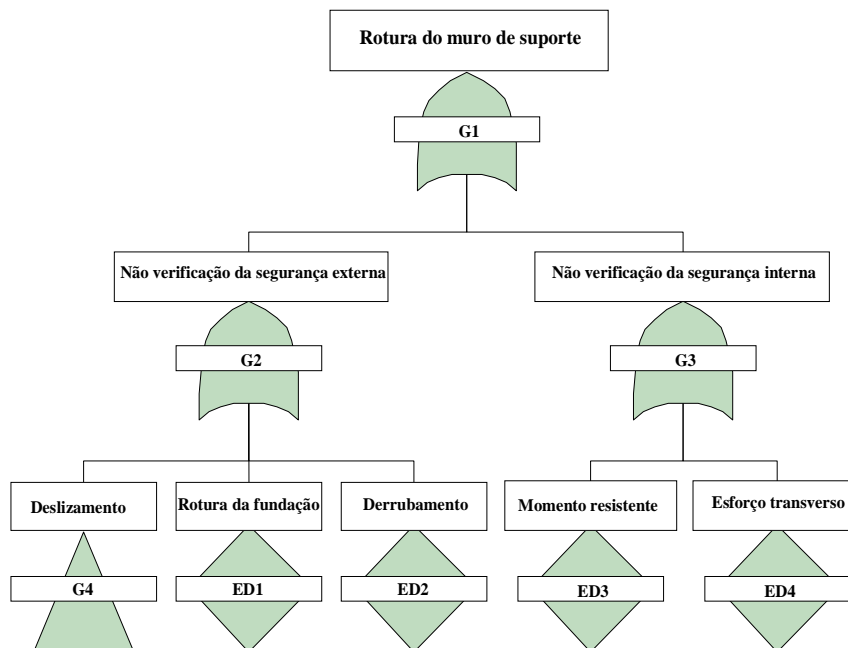 Rotura do muro de suporte
G1
Não verificação da segurança externa
Não verificação da segurança interna
G2
G3
Deslizamento
Rotura da fundação
Derrubamento
Momento resistente
Esforço transverso
G4
ED1
ED2
ED3
ED4